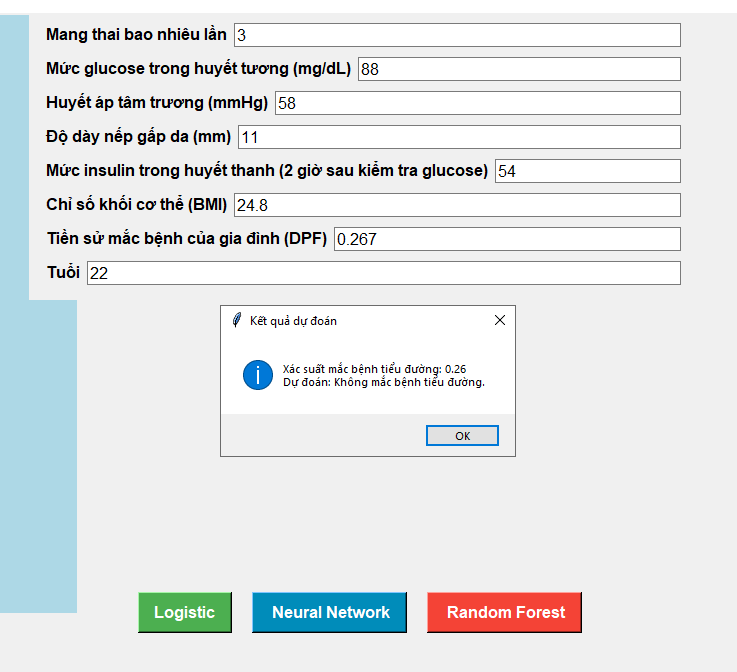 Mang thai bao nhiêu lần 3
Mức glucose trong huyết tương (mg/dL) 88
Huyết áp tâm trương (mmHg) 58
Độ dày nếp gấp da (mm) 11
Mức insulin trong huyết thanh (2 giờ sau kiểm tra glucose) 54
Chỉ số khối cơ thể (BMI) 24.8
Tiền sử mắc bệnh của gia đình (DPF) 0.267
Tuổi 22
Kết quả dự đoán
Xác suất mắc bệnh tiểu đường: 0.26
Dự đoán: Không mắc bệnh tiểu đường.
OK
Logistic Neural Network Random Forest